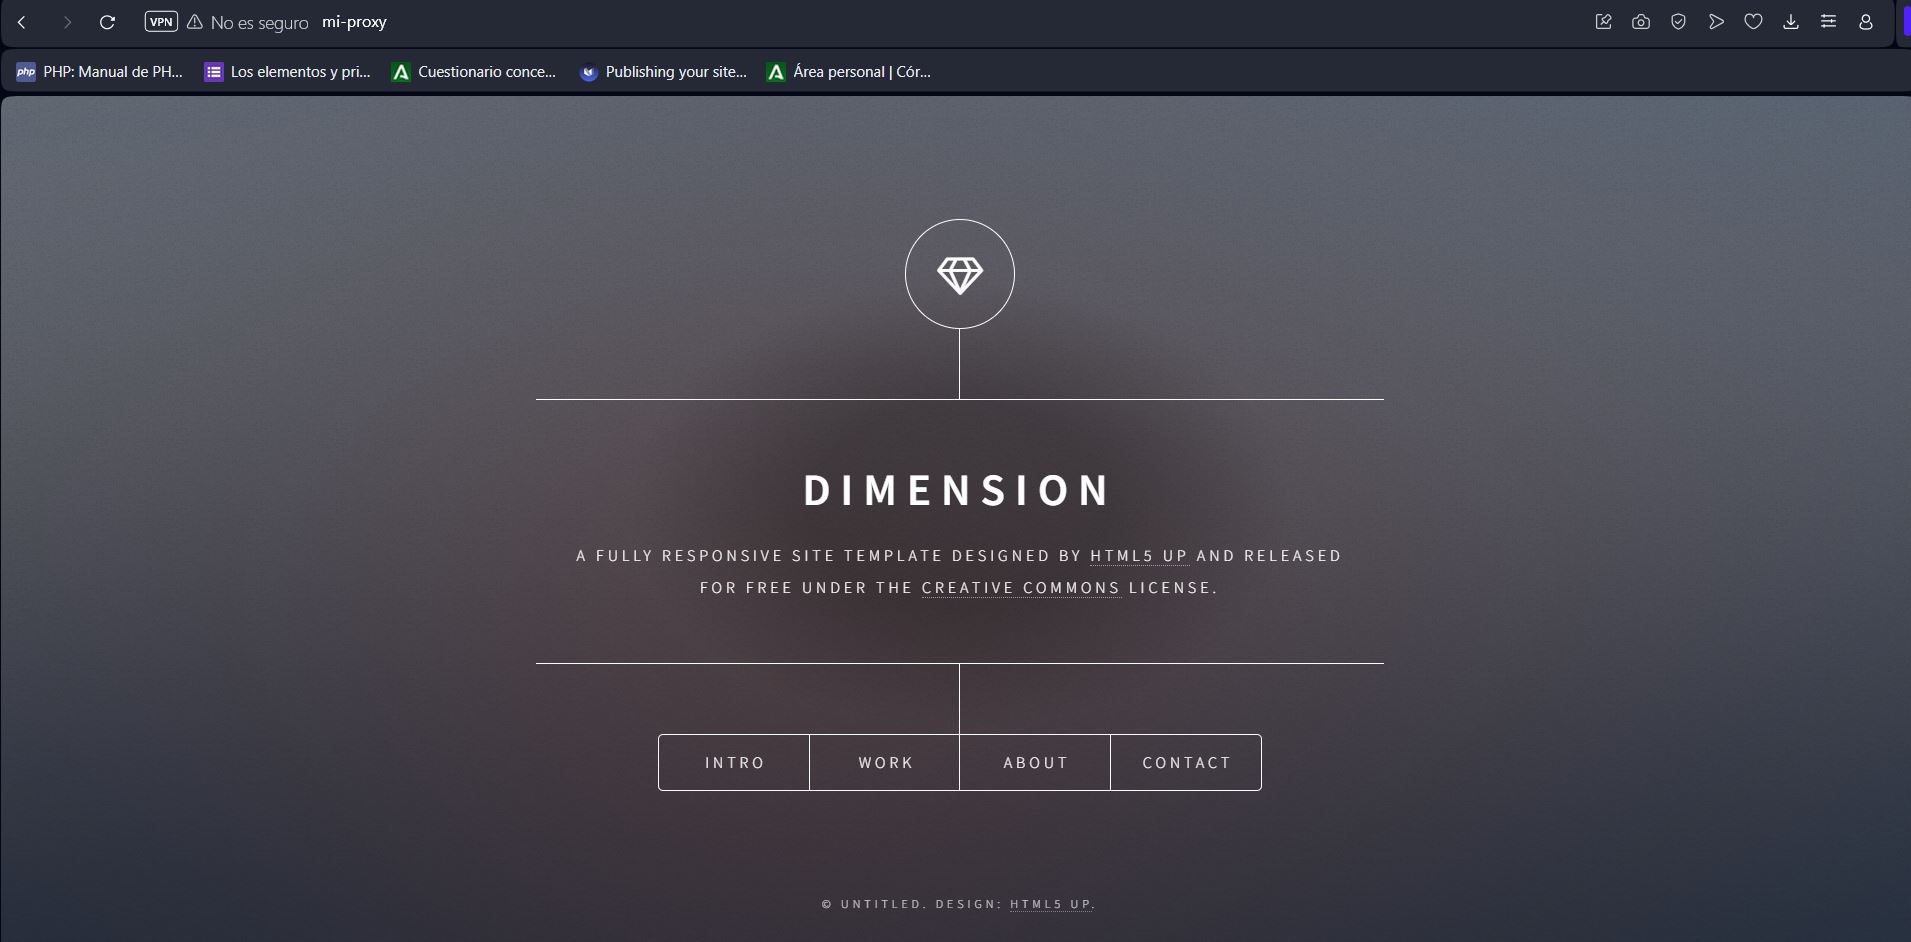 VPN No es seguro mi-proxy
php PHP: Manual de PH... Los elementos y pri... Cuestionario conce... Publishing your site... Área personal | Cór...
DIMENSION
A FULLY RESPONSIVE SITE TEMPLATE DESIGNED BY HTML5 UP AND RELEASED
FOR FREE UNDER THE CREATIVE COMMONS LICENSE.
INTRO WORK ABOUT CONTACT
© UNTITLED. DESIGN: HTML5 UP.